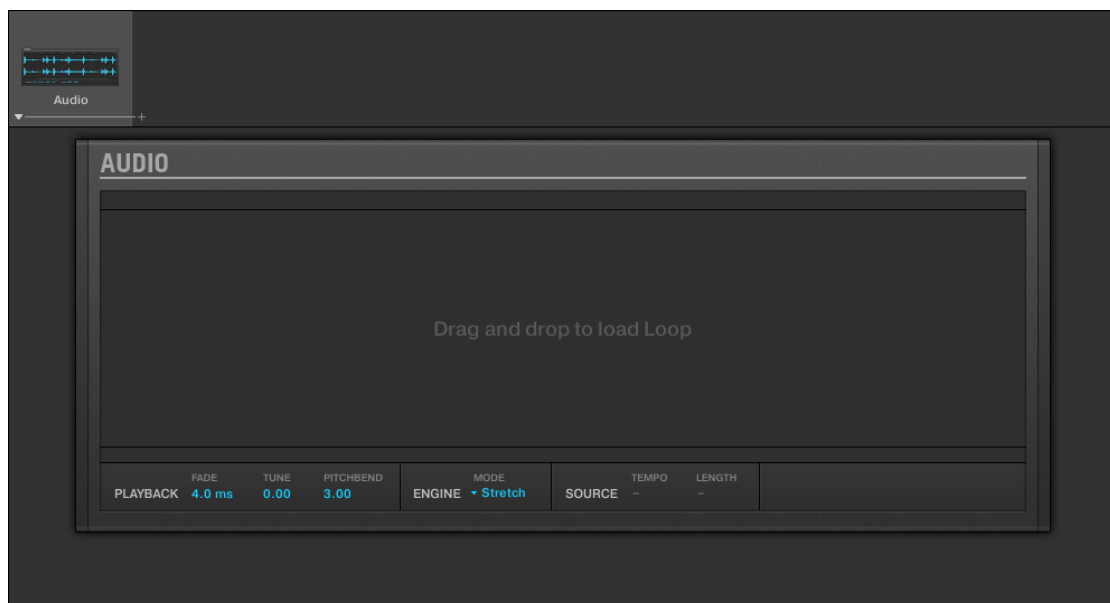 Audio
AUDIO
Drag and drop to load Loop
FADE TUNE PITCHBEND MODE TEMPO LENGTH
PLAYBACK 4.0 ms 0.00 3.00 ENGINE Stretch SOURCE – –